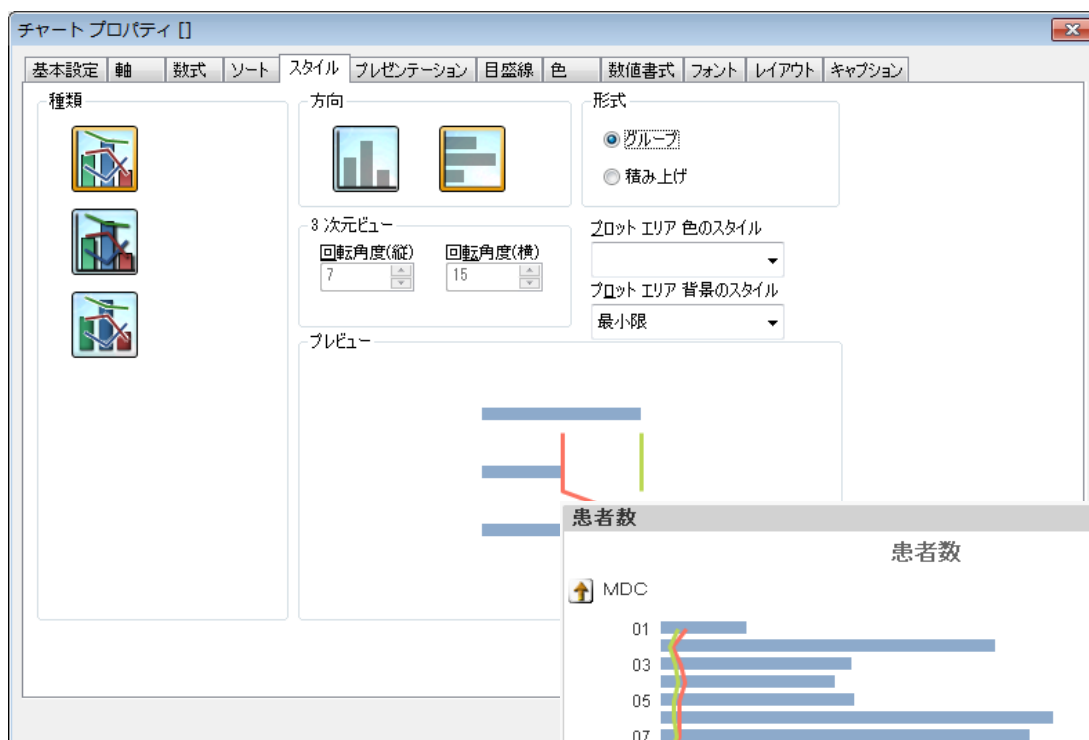 チャート プロパティ []
基本設定 軸 数式 ソート スタイル プレゼンテーション 目盛線 色 数値書式 フォント レイアウト キャプション
種類
方向
形式
グループ
積み上げ
3 次元ビュー
回転角度(縦) 回転角度(横)
7 15
プロット エリア 色のスタイル
プロット エリア 背景のスタイル
最小限
プレビュー
患者数
患者数
MDC
01
03
05
07